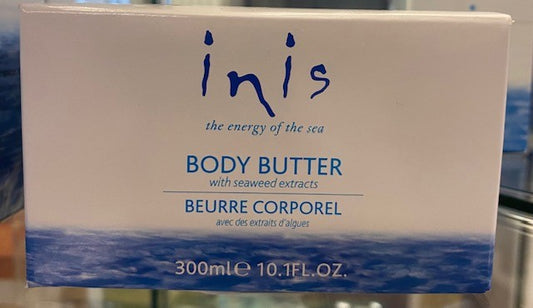 inis
the energy of the sea
BODY BUTTER
with seaweed extracts
BEURRE CORPOREL
avec des extraits d'algues
300ml ℮ 10.1FL.OZ.